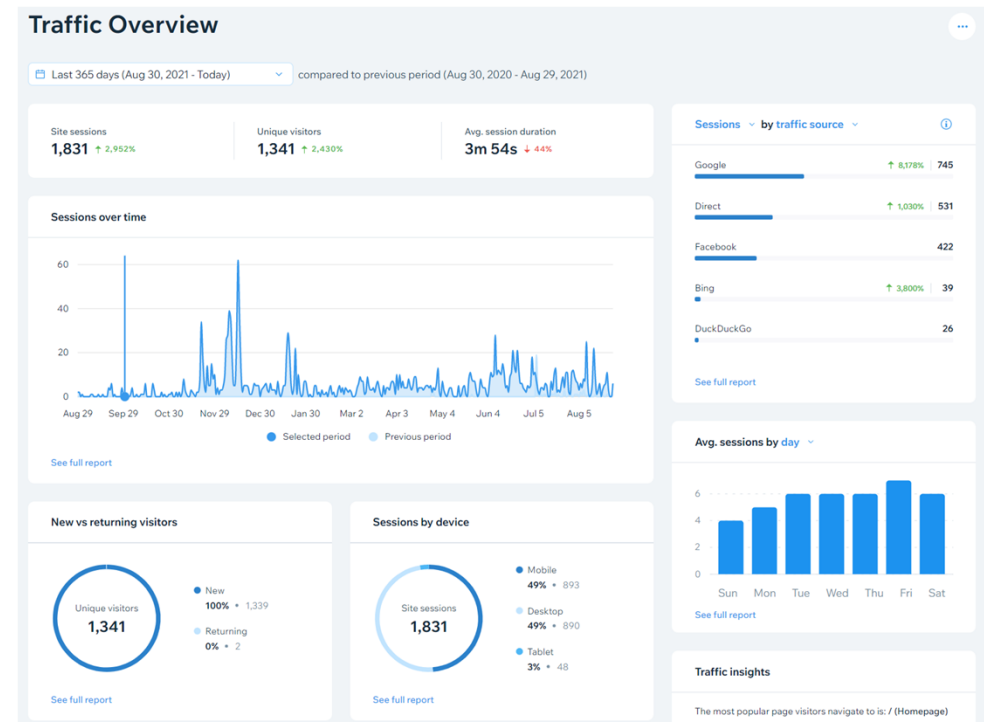 Traffic Overview
Last 365 days (Aug 30, 2021 - Today)
compared to previous period (Aug 30, 2020 - Aug 29, 2021)
Site sessions
1,831 ↑ 2,952%
Unique visitors
1,341 ↑ 2,430%
Avg. session duration
3m 54s ↓ 44%
Sessions over time
60
40
20
0
Aug 29 Sep 29 Oct 30 Nov 29 Dec 30 Jan 30 Mar 2 Apr 3 May 4 Jun 4 Jul 5 Aug 5
Selected period Previous period
See full report
New vs returning visitors
Unique visitors
1,341
New
100% • 1,339
Returning
0% • 2
See full report
Sessions by device
Site sessions
1,831
Mobile
49% • 893
Desktop
49% • 890
Tablet
3% • 48
See full report
Sessions by traffic source
Google ↑ 8,178% 745
Direct ↑ 1,030% 531
Facebook 422
Bing ↑ 3,800% 39
DuckDuckGo 26
See full report
Avg. sessions by day
6
4
2
0
Sun Mon Tue Wed Thu Fri Sat
See full report
Traffic insights
The most popular page visitors navigate to is: / (Homepage)